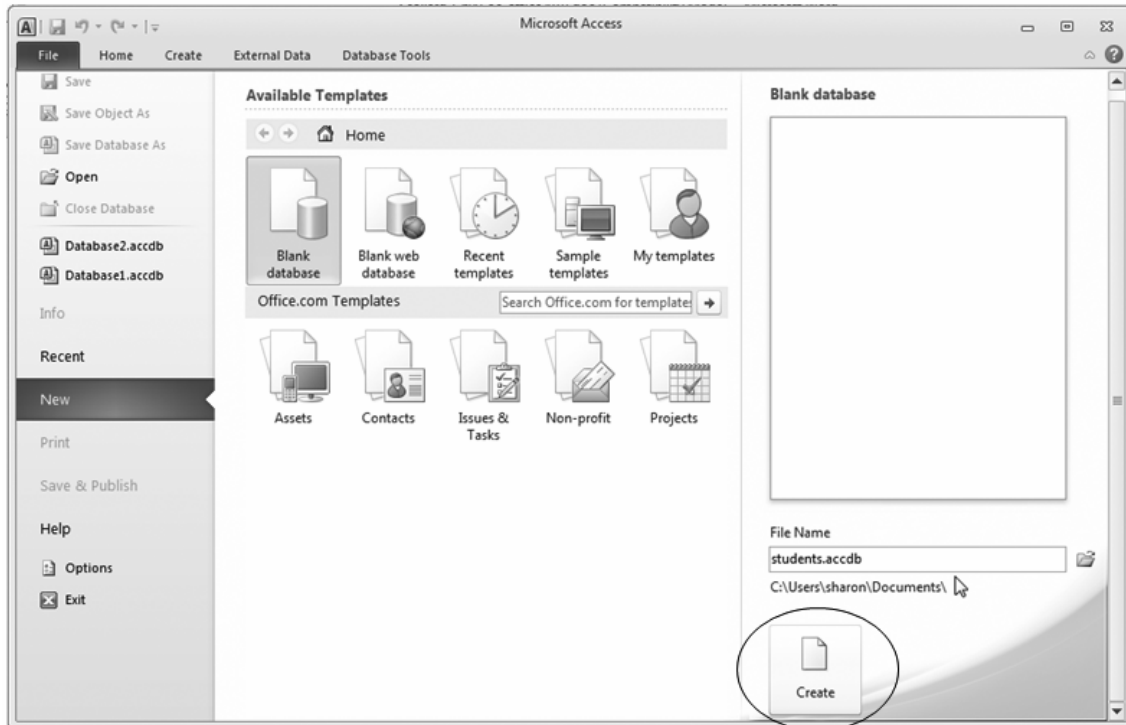 Microsoft Access
File Home Create External Data Database Tools
Save
Save Object As
Save Database As
Open
Close Database
Database2.accdb
Database1.accdb
Info
Recent
New
Print
Save & Publish
Help
Options
Exit
Available Templates
Home
Blank
database
Blank web
database
Recent
templates
Sample
templates
My templates
Office.com Templates
Search Office.com for template
Assets
Contacts
Issues &
Tasks
Non-profit
Projects
Blank database
File Name
students.accdb
C:\Users\sharon\Documents\
Create